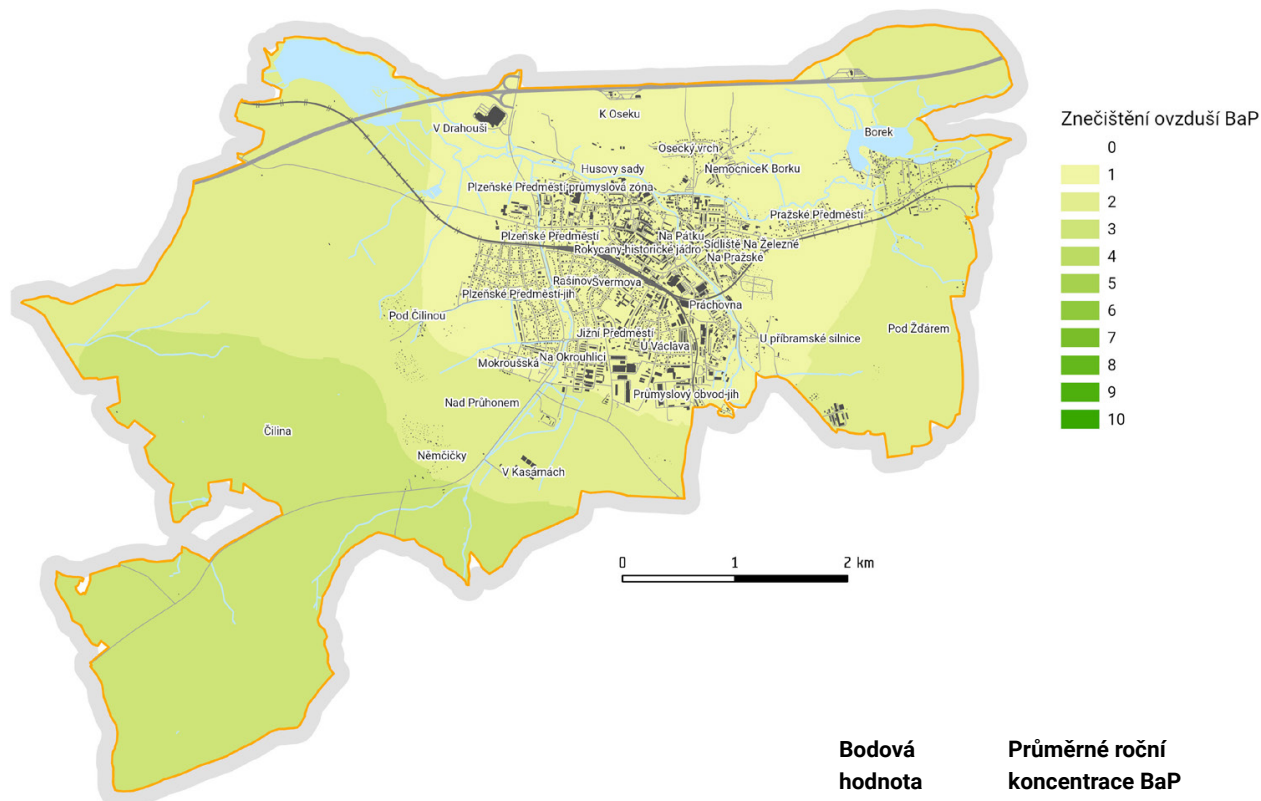 Znečištění ovzduší BaP
0
1
2
3
4
5
6
7
8
9
10
K Oseku
V Drahouši
Borek
Osecký vrch
Husovy sady
Nemocnice
K Borku
Plzeňské Předměstí-průmyslová zóna
Pražské Předměstí
Plzeňské Předměstí
Na Pátku
Sídliště Na Železné
Rokycany-historické jádro
Na Pražské
Rašínov
Švermova
Plzeňské Předměstí-jih
Práchovna
Pod Čilinou
Pod Žďárem
Jižní Předměstí
U příbramské silnice
U Václava
Na Okrouhlici
Mokroušská
Průmyslový obvod-jih
Nad Průhonem
Čilina
Němčičky
V Kasárnách
0 1 2 km
Bodová Průměrné roční
hodnota koncentrace BaP